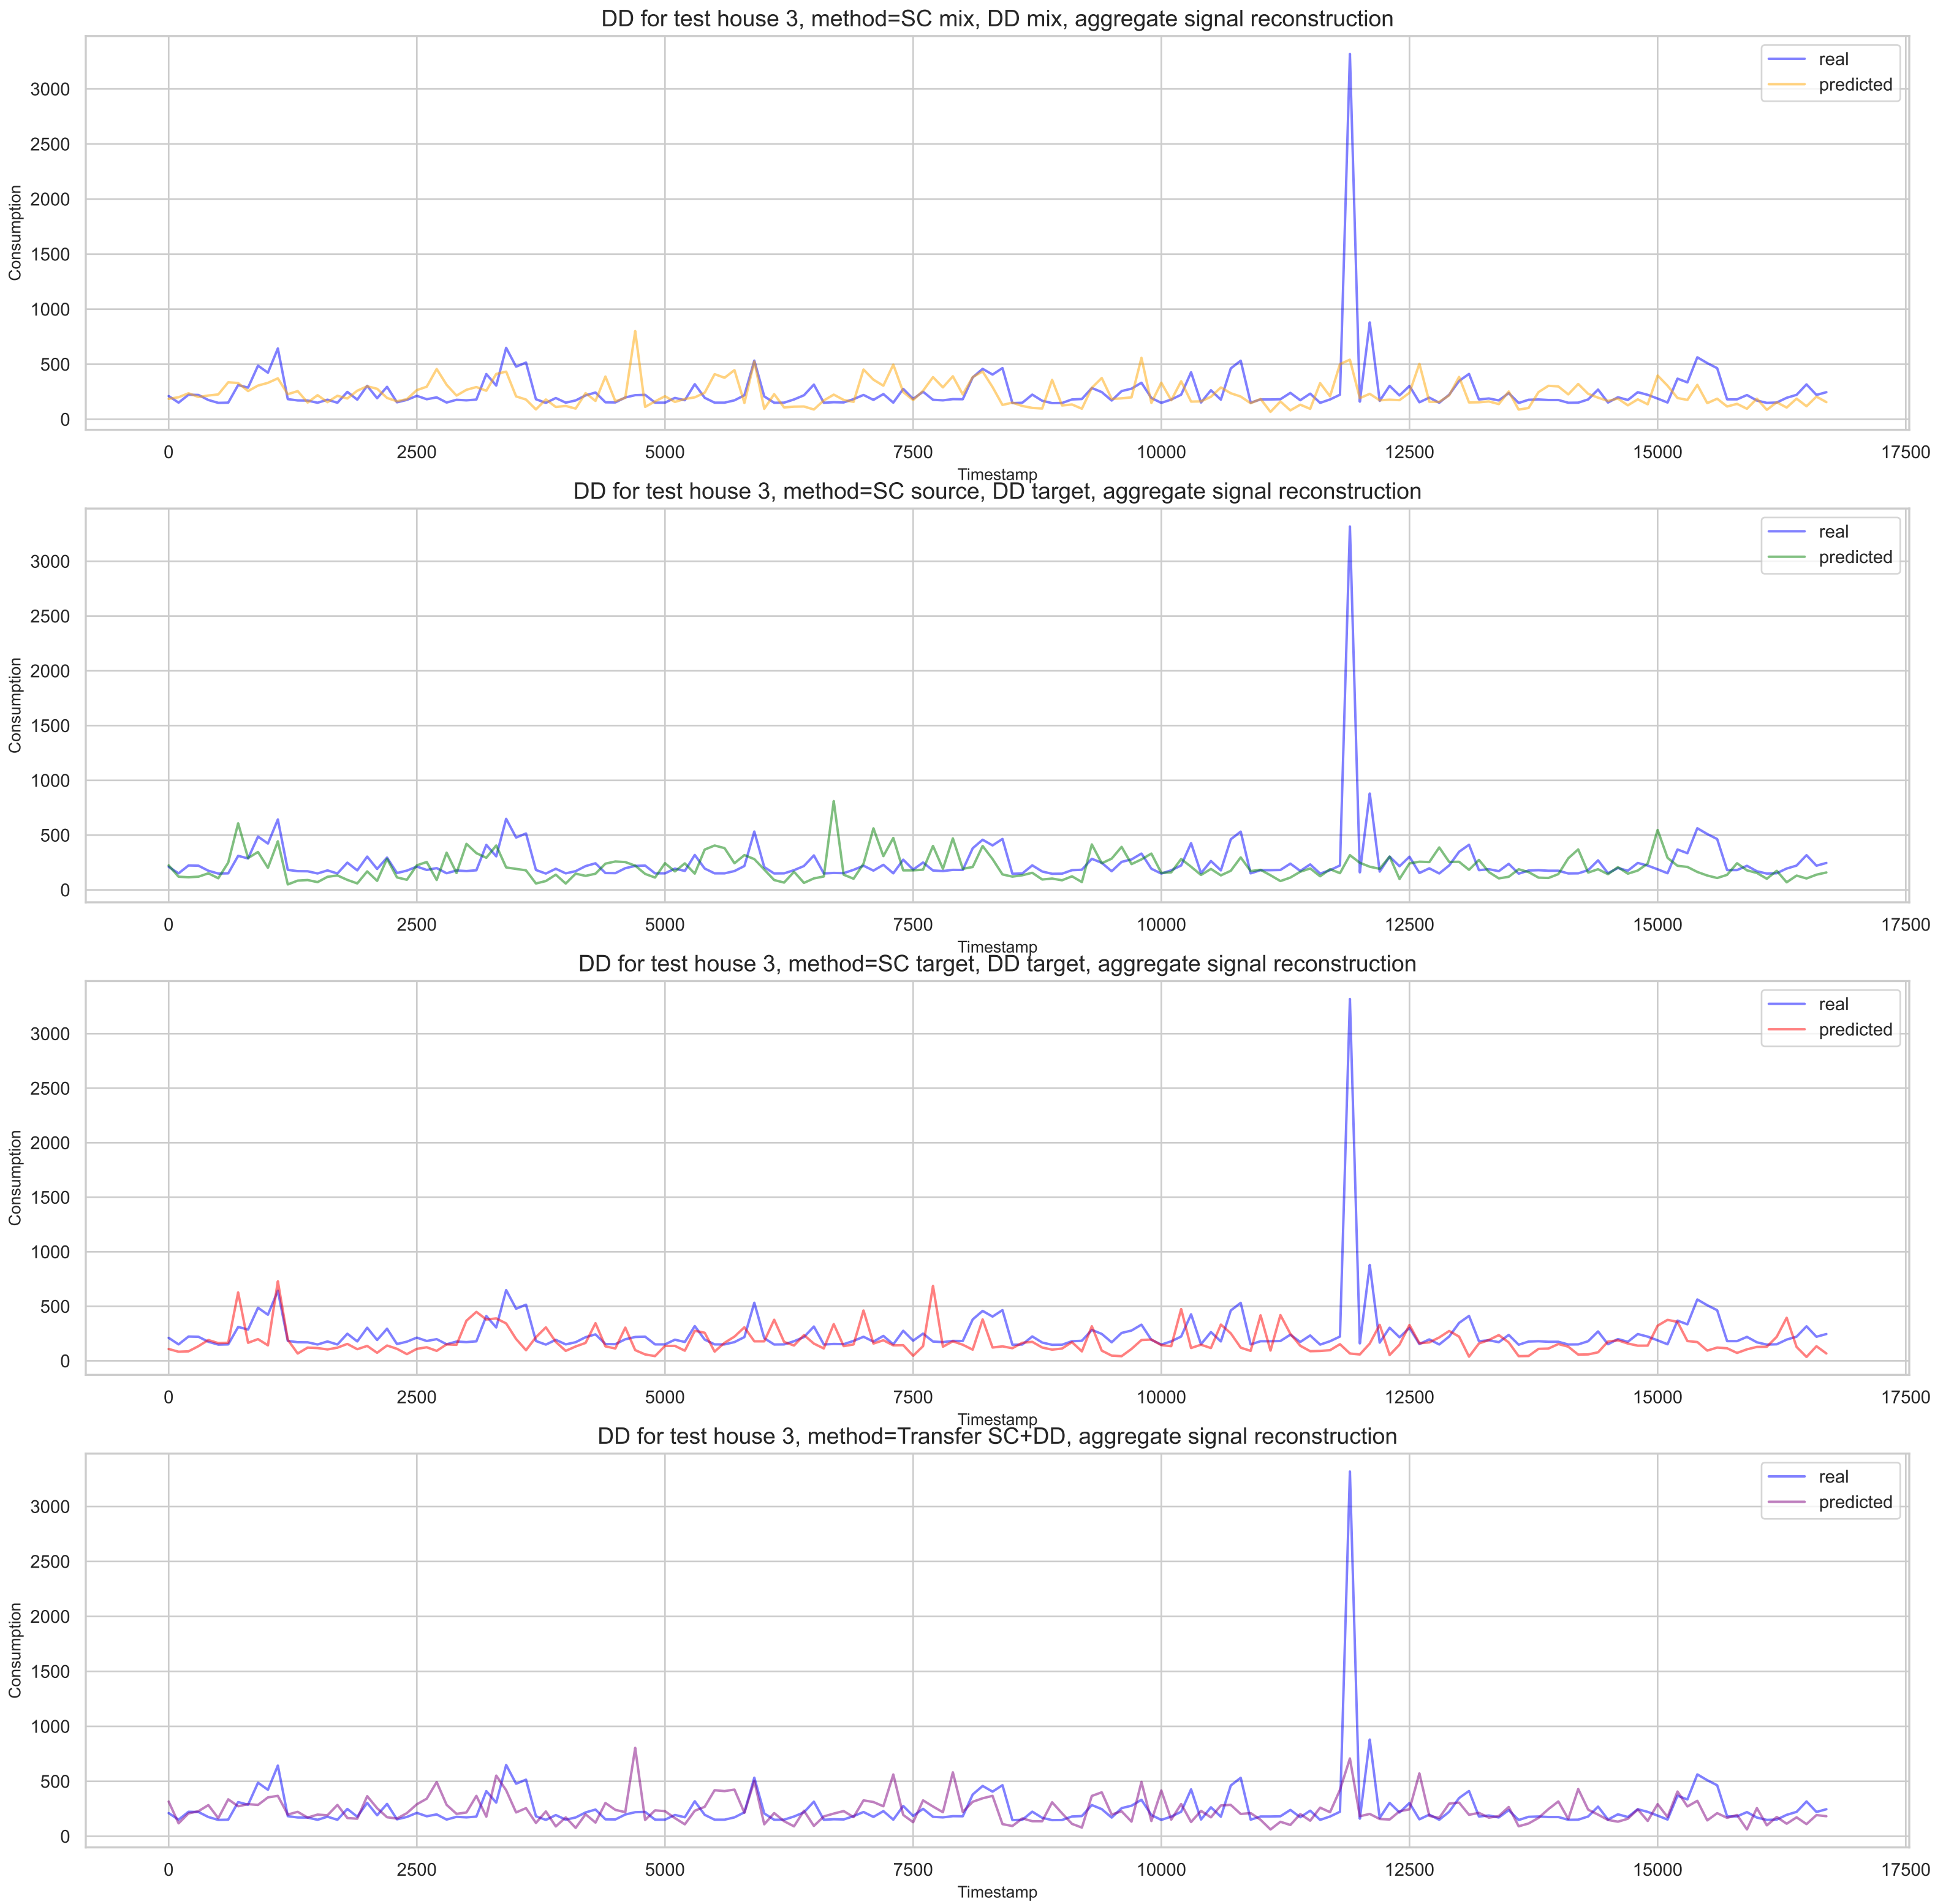 DD for test house 3, method=SC mix, DD mix, aggregate signal reconstruction
real
predicted
3000
2500
2000
1500
1000
500
0
Consumption
0 2500 5000 7500 10000 12500 15000 17500
Timestamp
DD for test house 3, method=SC source, DD target, aggregate signal reconstruction
real
predicted
3000
2500
2000
1500
1000
500
0
Consumption
0 2500 5000 7500 10000 12500 15000 17500
Timestamp
DD for test house 3, method=SC target, DD target, aggregate signal reconstruction
real
predicted
3000
2500
2000
1500
1000
500
0
Consumption
0 2500 5000 7500 10000 12500 15000 17500
Timestamp
DD for test house 3, method=Transfer SC+DD, aggregate signal reconstruction
real
predicted
3000
2500
2000
1500
1000
500
0
Consumption
0 2500 5000 7500 10000 12500 15000 17500
Timestamp